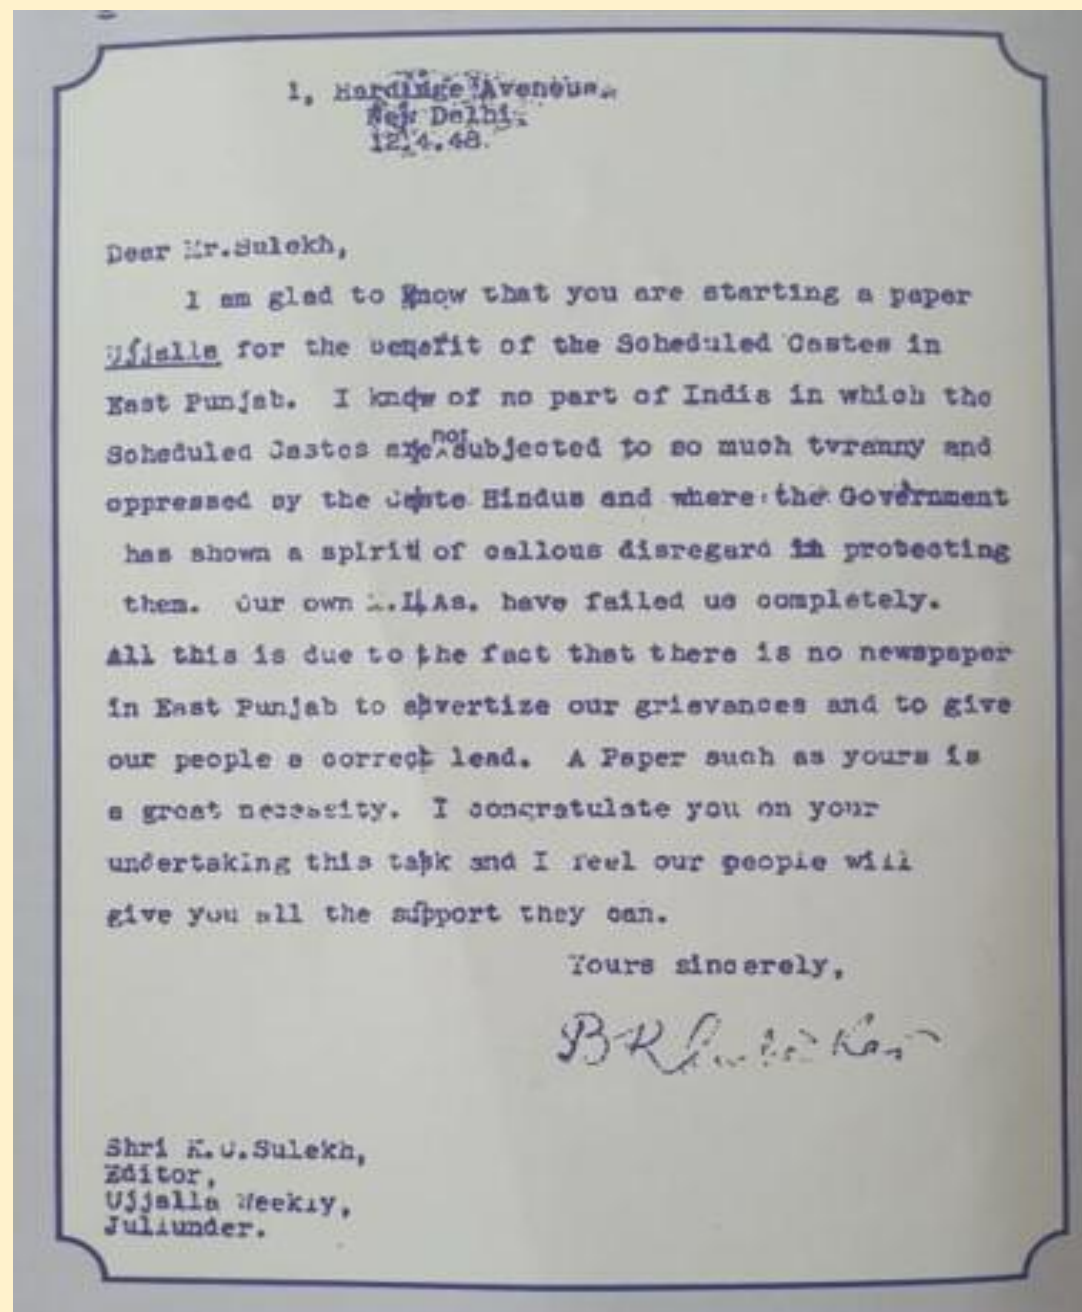 1, Hardinge Avenoue.
New Delhi.
12.4.48.
Dear Mr.Sulekh,
I am glad to know that you are starting a paper
Ujjalla for the benefit of the Scheduled Castes in
East Punjab. I know of no part of India in which the
Scheduled Castes are not subjected to so much tyranny and
oppressed by the Caste Hindus and where the Government
has shown a spirit of callous disregard in protecting
them. Our own M.L.As. have failed us completely.
All this is due to the fact that there is no newspaper
in East Punjab to advertize our grievances and to give
our people a correct lead. A Paper such as yours is
a great necessity. I congratulate you on your
undertaking this task and I feel our people will
give you all the support they can.
Yours sincerely,
B R Ambedkar
Shri K.C.Sulekh,
Editor,
Ujjalla Weekly,
Jullunder.